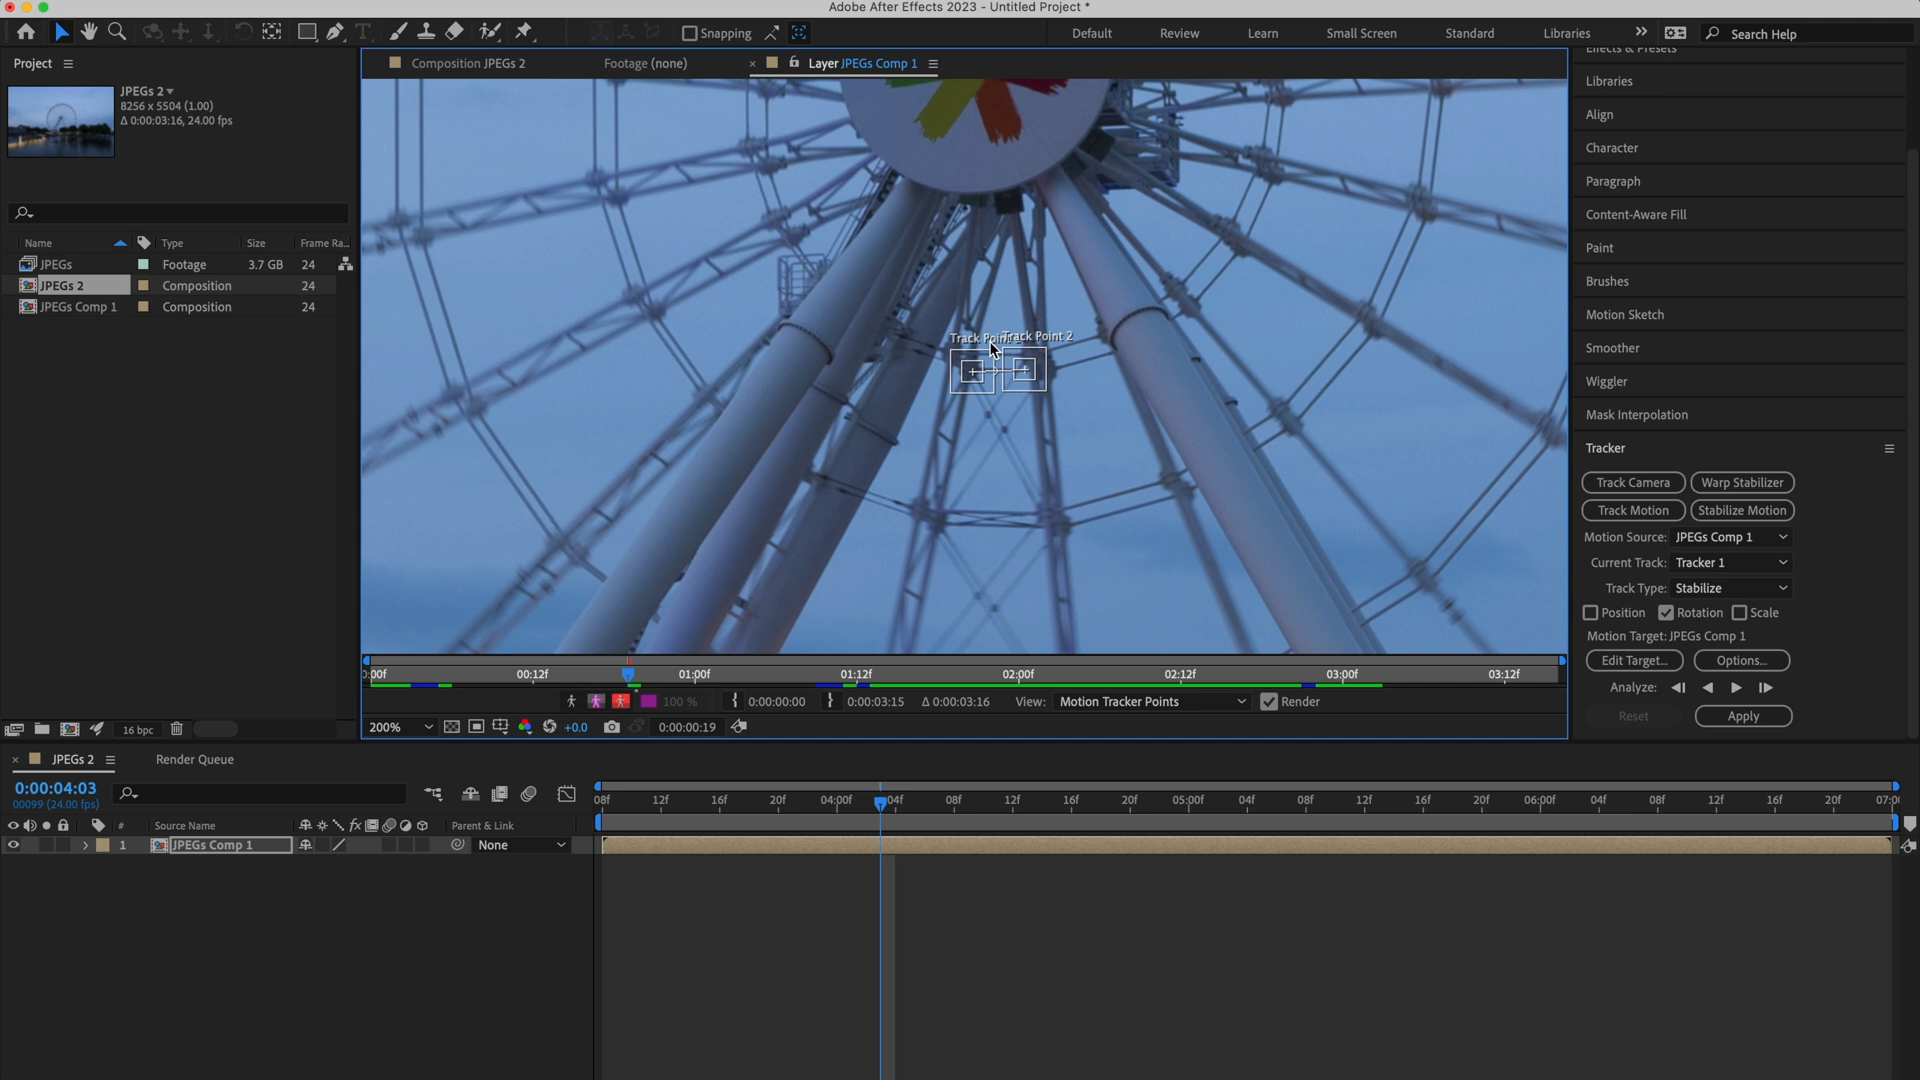 Adobe After Effects 2023 - Untitled Project *
Snapping
Default
Review
Learn
Small Screen
Standard
Libraries
Search Help
Project
Composition JPEGs 2
Footage (none)
Layer JPEGs Comp 1
JPEGs 2
8256 x 5504 (1.00)
Δ 0:00:03:16, 24.00 fps
Name
Type
Size
Frame Ra...
JPEGs
Footage
3.7 GB
24
JPEGs 2
Composition
24
JPEGs Comp 1
Composition
24
Track Poin
Track Point 2
Effects & Presets
Libraries
Align
Character
Paragraph
Content-Aware Fill
Paint
Brushes
Motion Sketch
Smoother
Wiggler
Mask Interpolation
Tracker
Track Camera
Warp Stabilizer
Track Motion
Stabilize Motion
Motion Source: JPEGs Comp 1
Current Track: Tracker 1
Track Type: Stabilize
Position
Rotation
Scale
Motion Target: JPEGs Comp 1
Edit Target...
Options...
Analyze:
Reset
Apply
:00f 00:12f 01:00f 01:12f 02:00f 02:12f 03:00f 03:12f
100 %
0:00:00:00
0:00:03:15
Δ 0:00:03:16
View: Motion Tracker Points
Render
16 bpc
200%
+0.0
0:00:00:19
JPEGs 2
Render Queue
0:00:04:03
00099 (24.00 fps)
08f 12f 16f 20f 04:00f 04f 08f 12f 16f 20f 05:00f 04f 08f 12f 16f 20f 06:00f 04f 08f 12f 16f 20f 07:00
#
Source Name
fx
Parent & Link
1
JPEGs Comp 1
None